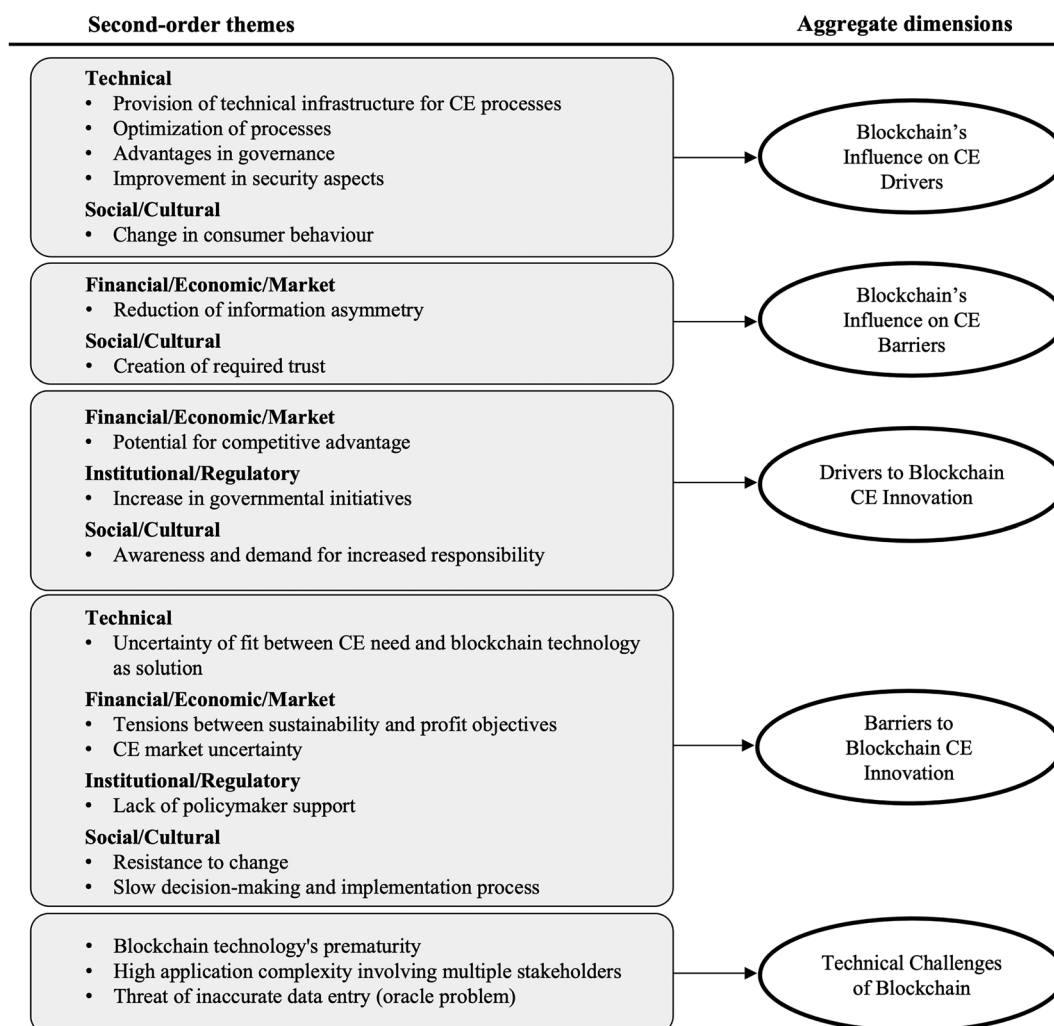 Second-order themes
Aggregate dimensions
Technical
• Provision of technical infrastructure for CE processes
• Optimization of processes
• Advantages in governance
• Improvement in security aspects
Social/Cultural
• Change in consumer behaviour
Blockchain’s
Influence on CE
Drivers
Financial/Economic/Market
• Reduction of information asymmetry
Social/Cultural
• Creation of required trust
Blockchain’s
Influence on CE
Barriers
Financial/Economic/Market
• Potential for competitive advantage
Institutional/Regulatory
• Increase in governmental initiatives
Social/Cultural
• Awareness and demand for increased responsibility
Drivers to Blockchain
CE Innovation
Technical
• Uncertainty of fit between CE need and blockchain technology
as solution
Financial/Economic/Market
• Tensions between sustainability and profit objectives
• CE market uncertainty
Institutional/Regulatory
• Lack of policymaker support
Social/Cultural
• Resistance to change
• Slow decision-making and implementation process
Barriers to
Blockchain CE
Innovation
• Blockchain technology's prematurity
• High application complexity involving multiple stakeholders
• Threat of inaccurate data entry (oracle problem)
Technical Challenges
of Blockchain